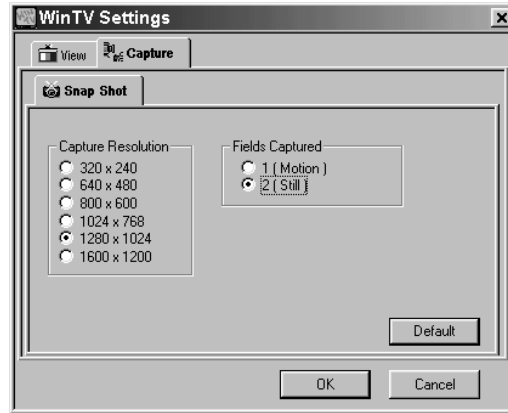 WinTV Settings
View
Capture
Snap Shot
Capture Resolution
320 x 240
640 x 480
800 x 600
1024 x 768
1280 x 1024
1600 x 1200
Fields Captured
1 ( Motion )
2 ( Still )
Default
OK
Cancel